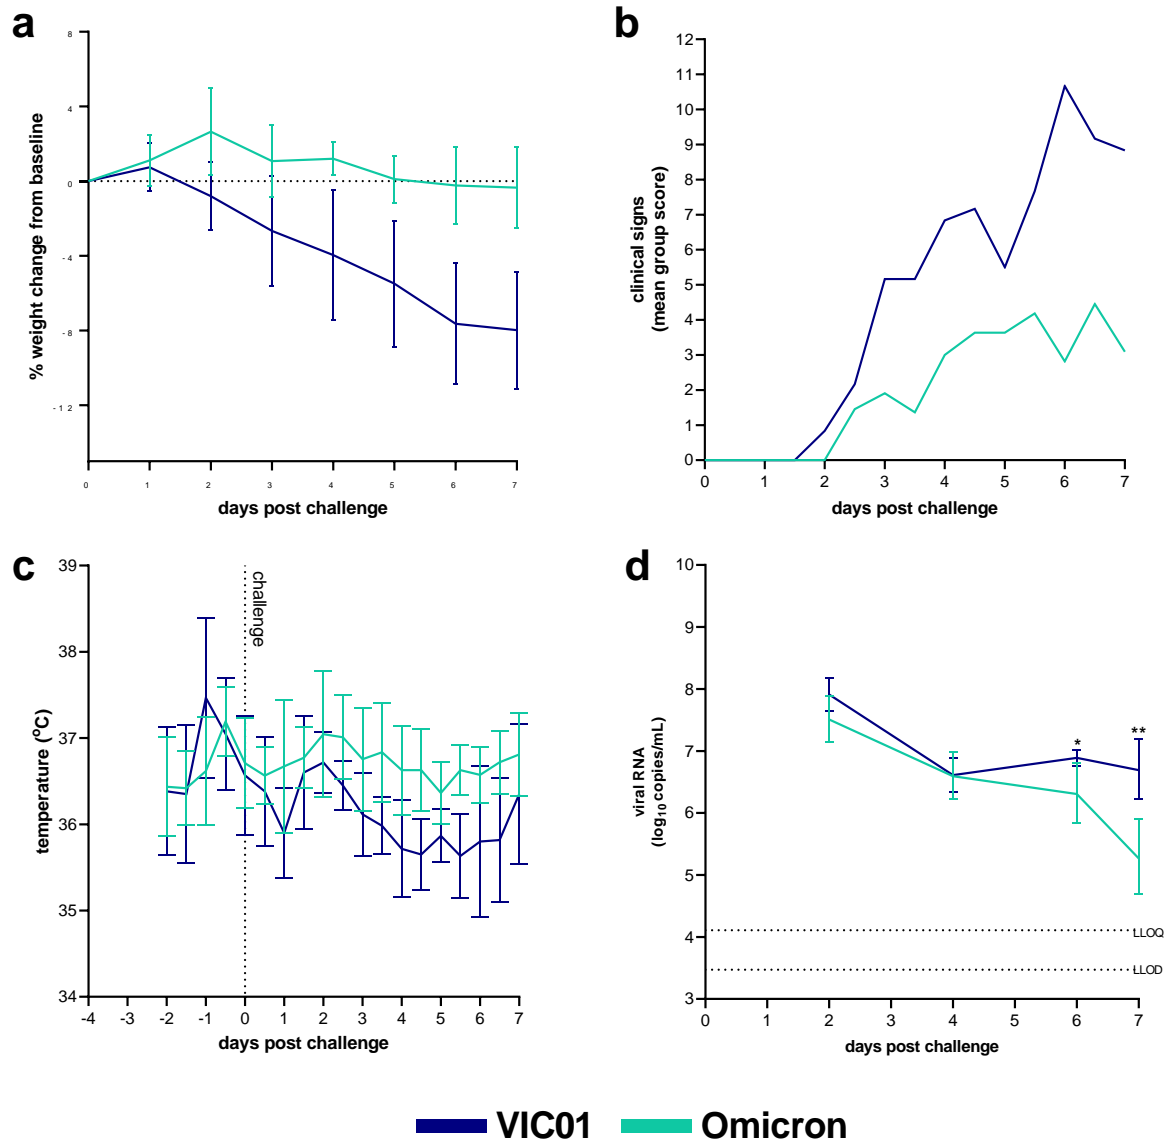 a
8
4
0
-4
-8
-12
% weight change from baseline
0 1 2 3 4 5 6 7
days post challenge
b
12
11
10
9
8
7
6
5
4
3
2
1
0
clinical signs
(mean group score)
0 1 2 3 4 5 6 7
days post challenge
c
39
38
37
36
35
34
temperature (ºC)
challenge
-4 -3 -2 -1 0 1 2 3 4 5 6 7
days post challenge
d
10
9
8
7
6
5
4
3
viral RNA
(log₁₀ copies/mL)
* **
LLOQ
LLOD
0 1 2 3 4 5 6 7
days post challenge
VIC01 Omicron